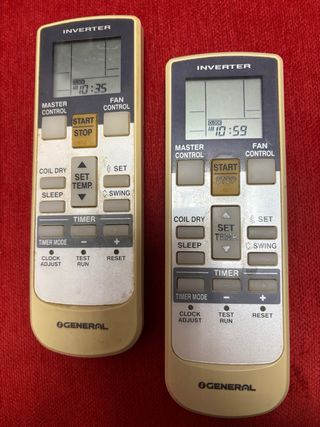 INVERTER
CLOCK
10:35
MASTER CONTROL
FAN CONTROL
START
STOP
COIL DRY
SET TEMP.
SET
SLEEP
SWING
TIMER
TIMER MODE
−
+
CLOCK ADJUST
TEST RUN
RESET
GENERAL
INVERTER
CLOCK
10:59
MASTER CONTROL
FAN CONTROL
START
COIL DRY
SET
SET
SLEEP
SWING
TIMER
TIMER MODE
−
+
CLOCK ADJUST
TEST RUN
RESET
GENERAL